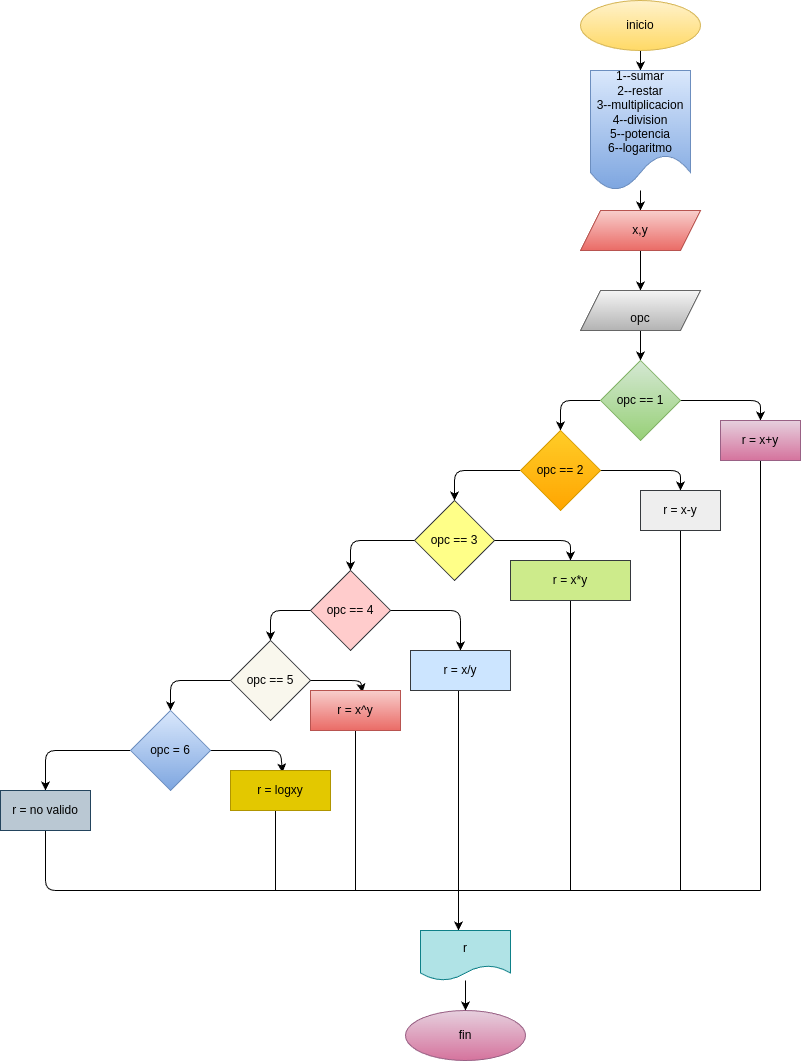 inicio
1--sumar
2--restar
3--multiplicacion
4--division
5--potencia
6--logaritmo
x,y
opc
opc == 1
r = x+y
opc == 2
r = x-y
opc == 3
r = x*y
opc == 4
r = x/y
opc == 5
r = x^y
opc = 6
r = logxy
r = no valido
r
fin